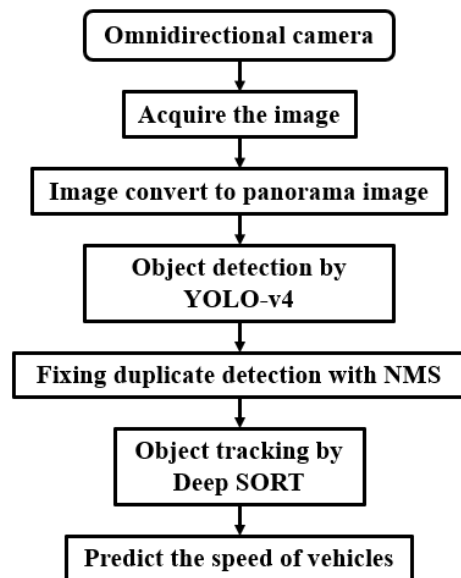 Omnidirectional camera
Acquire the image
Image convert to panorama image
Object detection by
YOLO-v4
Fixing duplicate detection with NMS
Object tracking by
Deep SORT
Predict the speed of vehicles